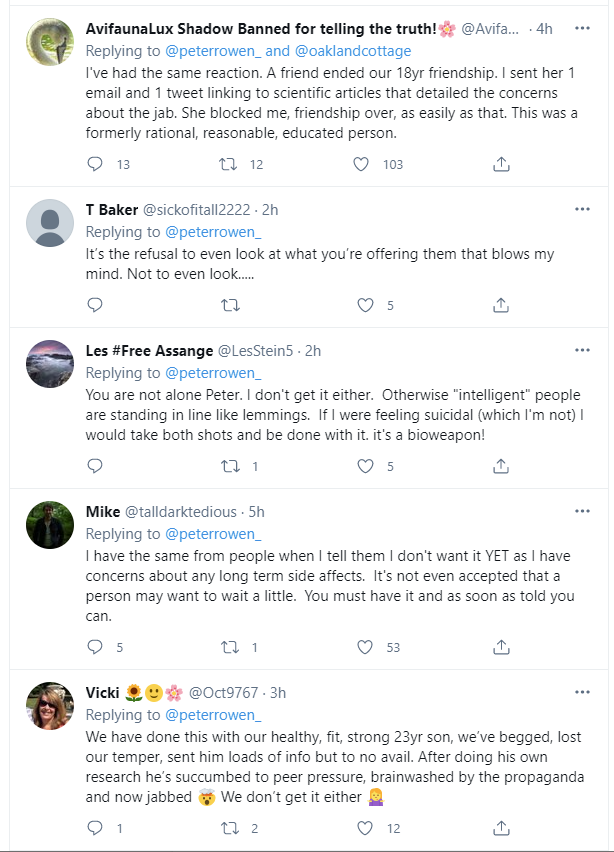 AvifaunaLux Shadow Banned for telling the truth!🌸 @Avifa... · 4h
Replying to @peterrowen_ and @oaklandcottage
I've had the same reaction. A friend ended our 18yr friendship. I sent her 1
email and 1 tweet linking to scientific articles that detailed the concerns
about the jab. She blocked me, friendship over, as easily as that. This was a
formerly rational, reasonable, educated person.
13 12 103
T Baker @sickofitall2222 · 2h
Replying to @peterrowen_
It's the refusal to even look at what you're offering them that blows my
mind. Not to even look.....
5
Les #Free Assange @LesStein5 · 2h
Replying to @peterrowen_
You are not alone Peter. I don't get it either.  Otherwise "intelligent" people
are standing in line like lemmings.  If I were feeling suicidal (which I'm not) I
would take both shots and be done with it. it's a bioweapon!
1 5
Mike @talldarktedious · 5h
Replying to @peterrowen_
I have the same from people when I tell them I don't want it YET as I have
concerns about any long term side affects.  It's not even accepted that a
person may want to wait a little.  You must have it and as soon as told you
can.
5 1 53
Vicki 🌻🙂🌸 @Oct9767 · 3h
Replying to @peterrowen_
We have done this with our healthy, fit, strong 23yr son, we've begged, lost
our temper, sent him loads of info but to no avail. After doing his own
research he's succumbed to peer pressure, brainwashed by the propaganda
and now jabbed 🤯 We don't get it either 🤷‍♀️
1 2 12